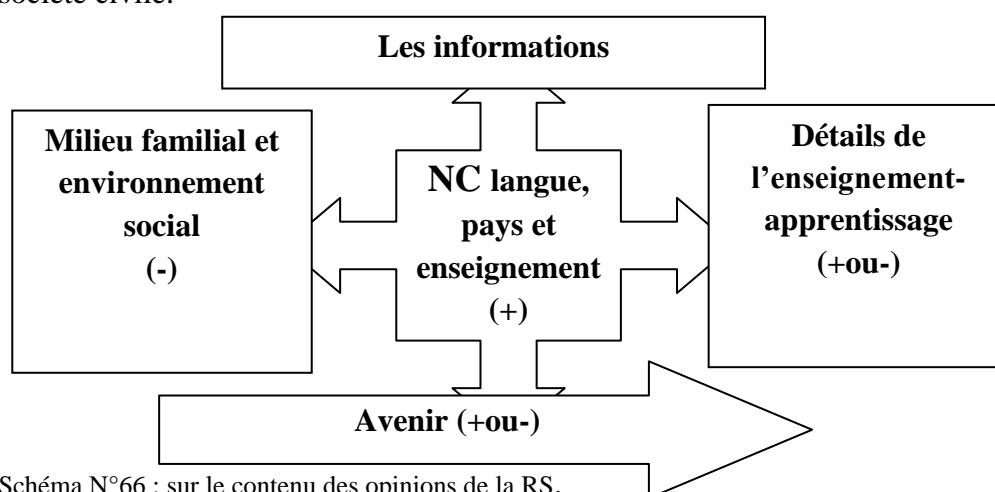 société civile.
Les informations
Milieu familial et
environnement
social
(-)
NC langue,
pays et
enseignement
(+)
Détails de
l’enseignement-
apprentissage
(+ou-)
Avenir (+ou-)
Schéma N°66 : sur le contenu des opinions de la RS.